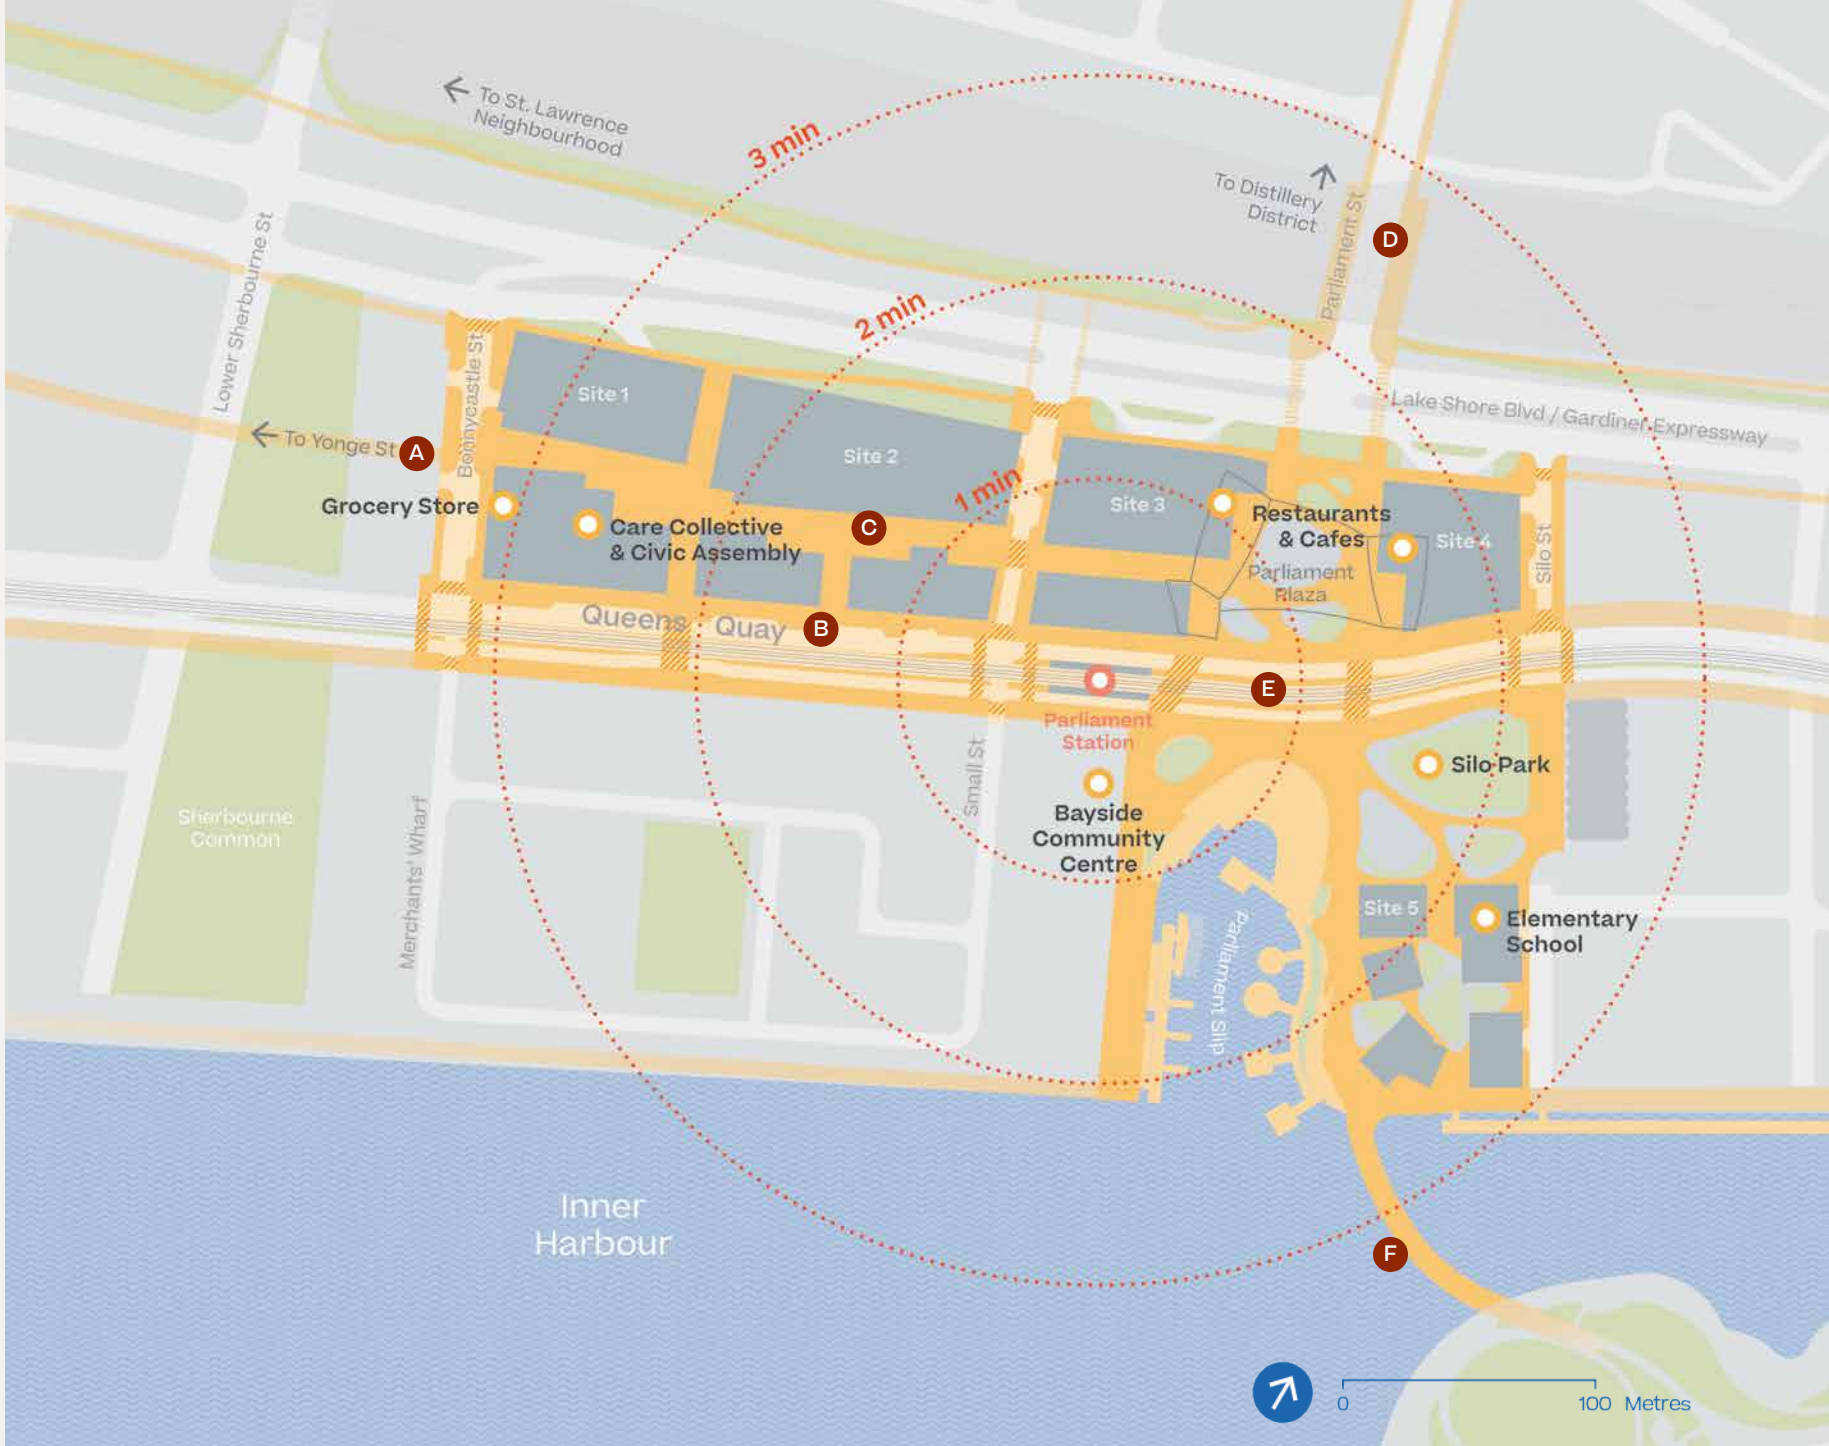 To St. Lawrence
Neighbourhood
3 min
To Distillery
District
Parliament St
D
Lower Sherbourne St
2 min
Bonnycastle St
Site 1
Lake Shore Blvd / Gardiner Expressway
To Yonge St
A
Site 2
1 min
Site 3
Grocery Store
Care Collective
& Civic Assembly
C
Restaurants
& Cafes
Site 4
Silo St
Parliament
Plaza
Queens Quay
B
E
Parliament
Station
Small St
Silo Park
Bayside
Community
Centre
Sherbourne
Common
Merchants' Wharf
Parliament Slip
Site 5
Elementary
School
Inner
Harbour
F
0
100 Metres